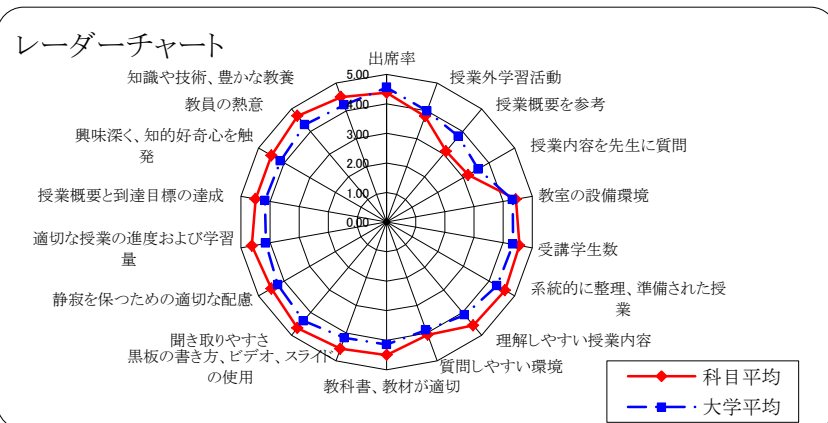 レーダーチャート
出席率
授業外学習活動
授業概要を参考
授業内容を先生に質問
教室の設備環境
受講学生数
系統的に整理、準備された授
業
理解しやすい授業内容
質問しやすい環境
教科書、教材が適切
黒板の書き方、ビデオ、スライド
の使用
聞き取りやすさ
静寂を保つための適切な配慮
適切な授業の進度および学習
量
授業概要と到達目標の達成
興味深く、知的好奇心を触
発
教員の熱意
知識や技術、豊かな教養
5.00
4.00
3.00
2.00
1.00
0.00
科目平均
大学平均